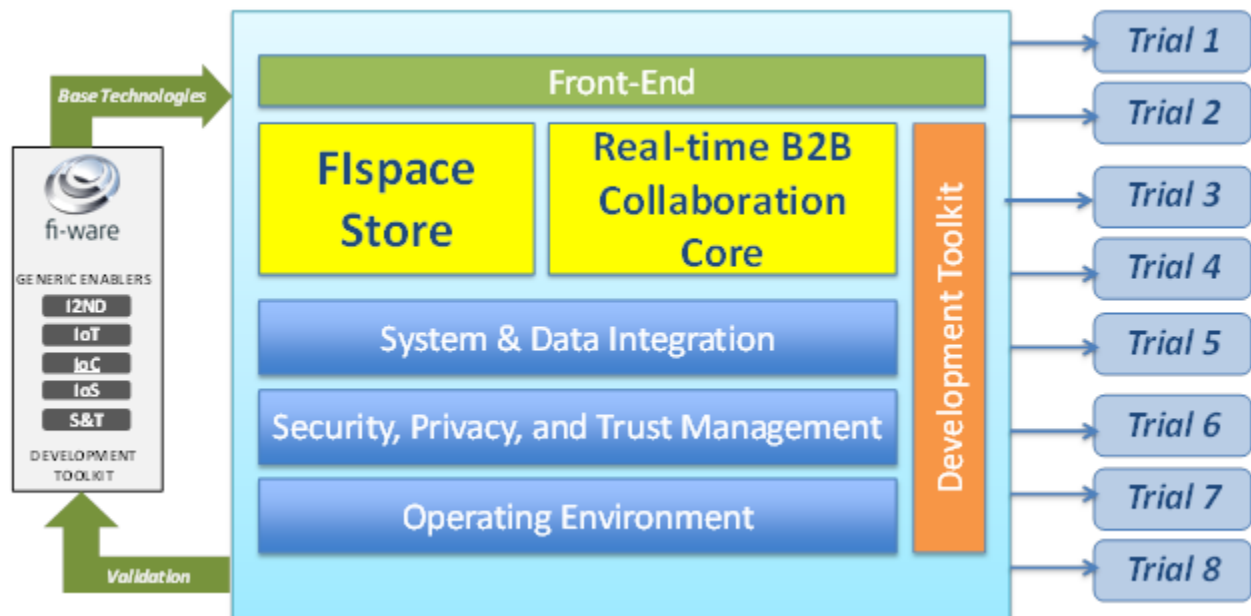 Base Technologies
fi-ware
GENERIC ENABLERS
I2ND
IoT
IoC
IoS
S&T
DEVELOPMENT
TOOLKIT
Validation
Front-End
FIspace
Store
Real-time B2B
Collaboration
Core
System & Data Integration
Security, Privacy, and Trust Management
Operating Environment
Development Toolkit
Trial 1
Trial 2
Trial 3
Trial 4
Trial 5
Trial 6
Trial 7
Trial 8